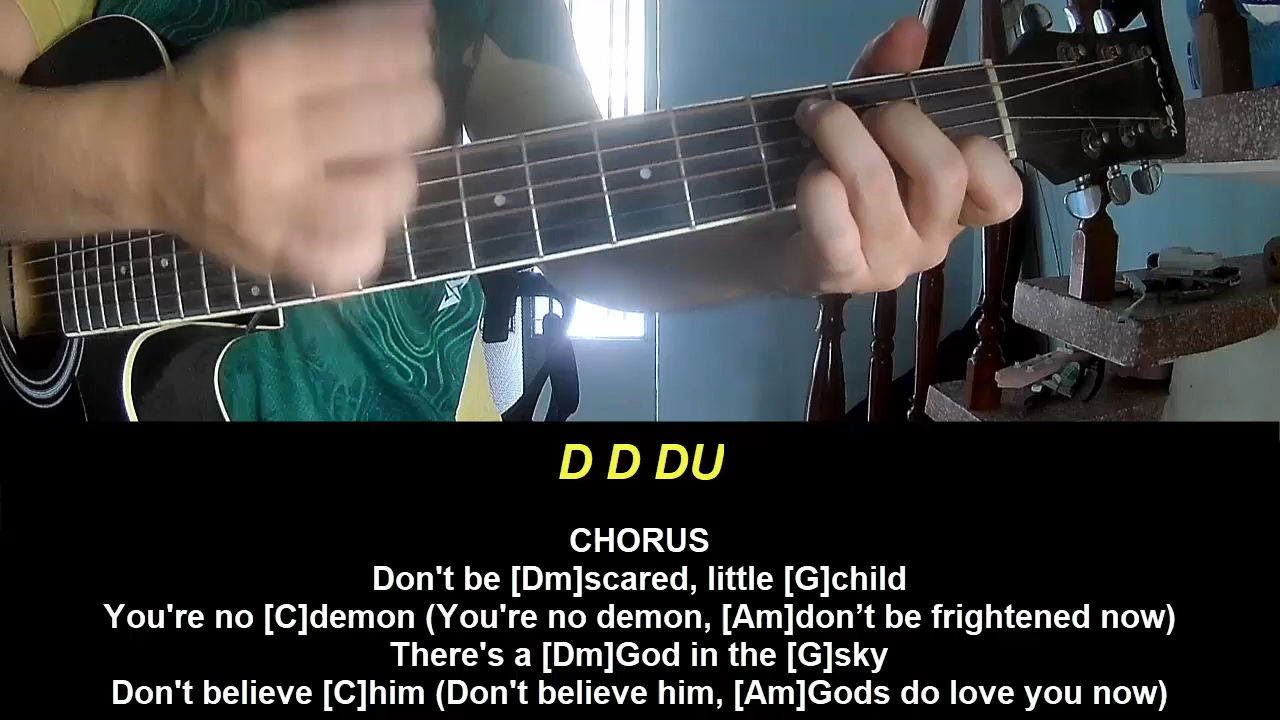 D D DU
CHORUS
Don't be [Dm]scared, little [G]child
You're no [C]demon (You're no demon, [Am]don’t be frightened now)
There's a [Dm]God in the [G]sky
Don't believe [C]him (Don't believe him, [Am]Gods do love you now)